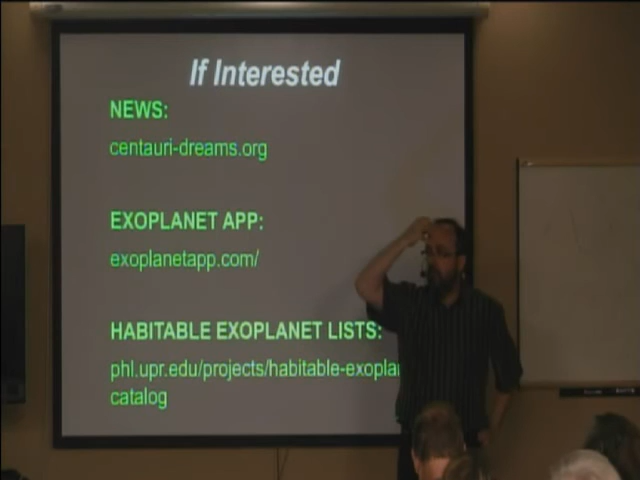 If Interested
NEWS:
centauri-dreams.org
EXOPLANET APP:
exoplanetapp.com/
HABITABLE EXOPLANET LISTS:
phl.upr.edu/projects/habitable-exoplan
catalog